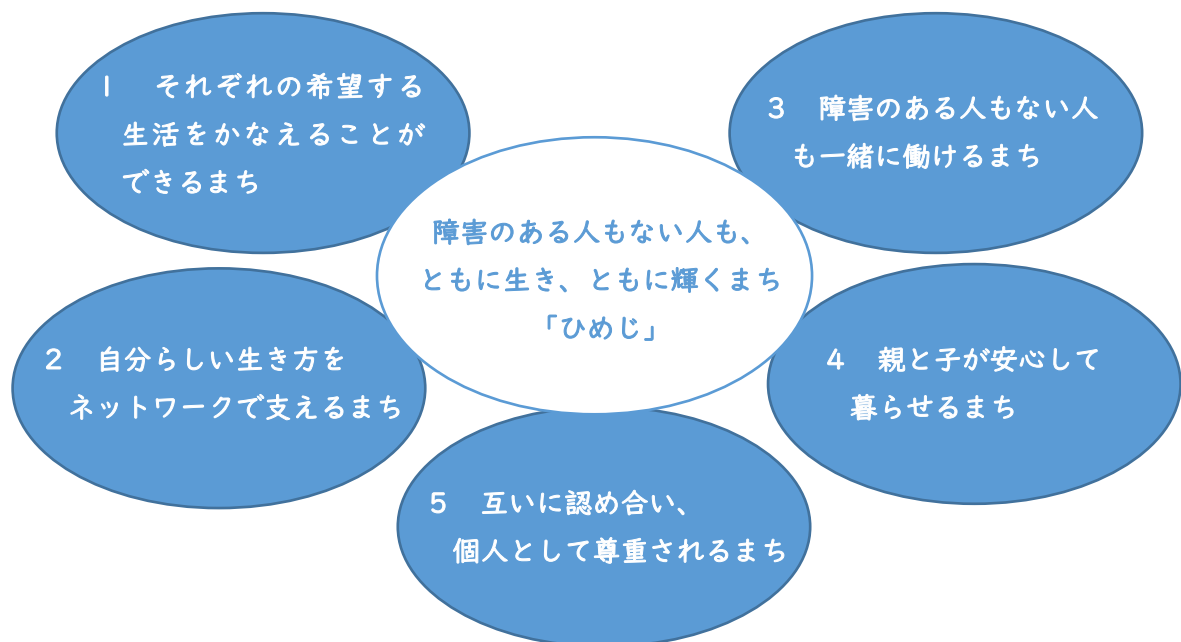 1 それぞれの希望する
生活をかなえることが
できるまち
2 自分らしい生き方を
ネットワークで支えるまち
障害のある人もない人も、
ともに生き、ともに輝くまち
「ひめじ」
3 障害のある人もない人
も一緒に働けるまち
4 親と子が安心して
暮らせるまち
5 互いに認め合い、
個人として尊重されるまち